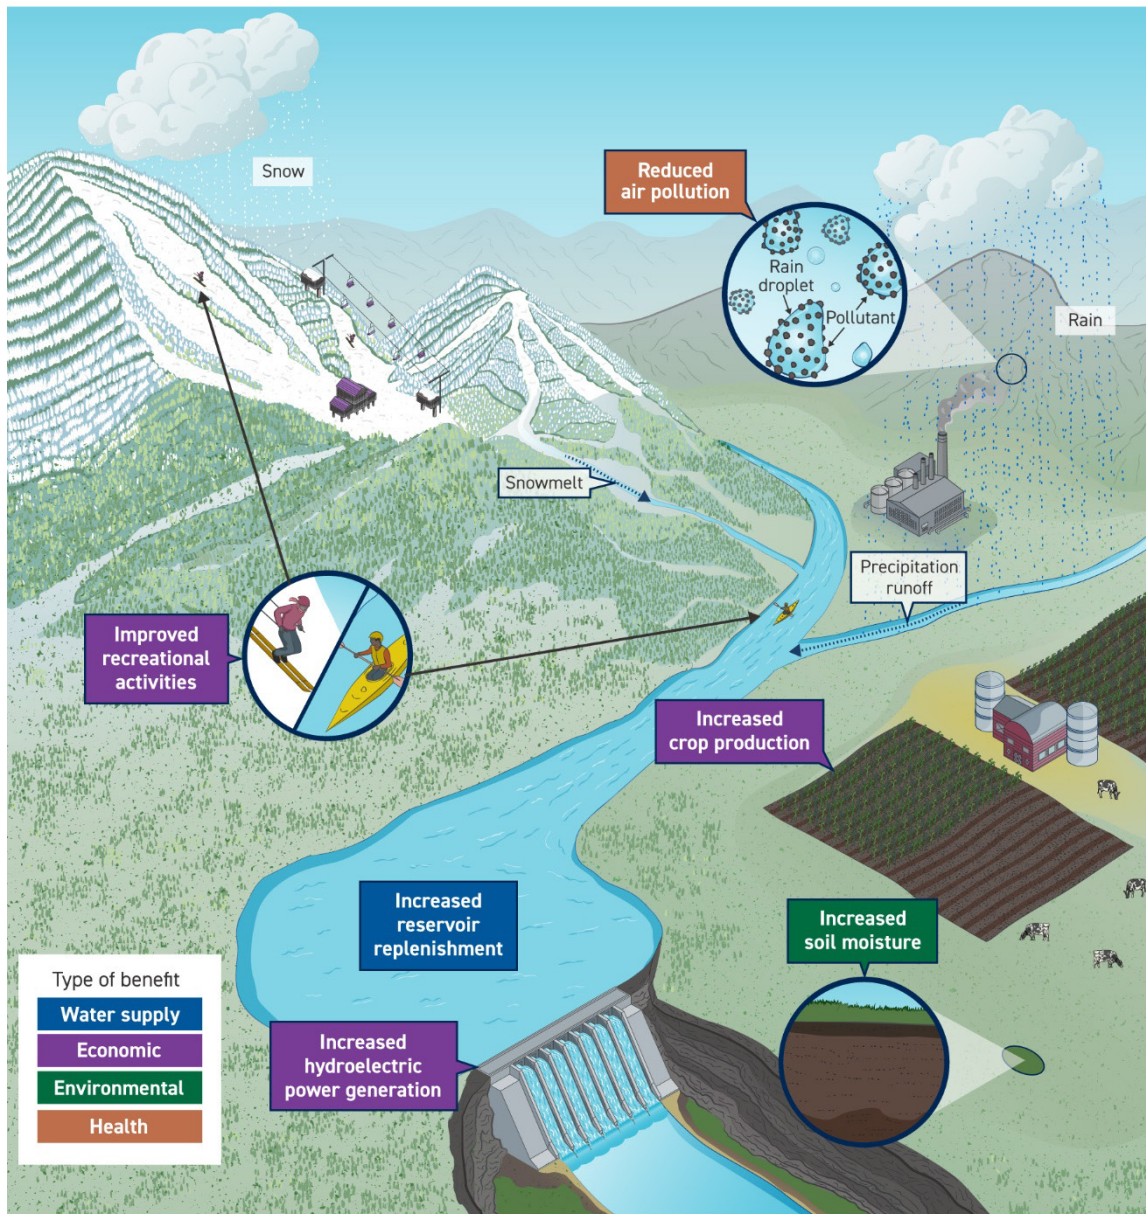 Snow
Reduced
air pollution
Rain
droplet
Pollutant
Rain
Snowmelt
Precipitation
runoff
Improved
recreational
activities
Increased
crop production
Increased
reservoir
replenishment
Increased
soil moisture
Increased
hydroelectric
power generation
Type of benefit
Water supply
Economic
Environmental
Health